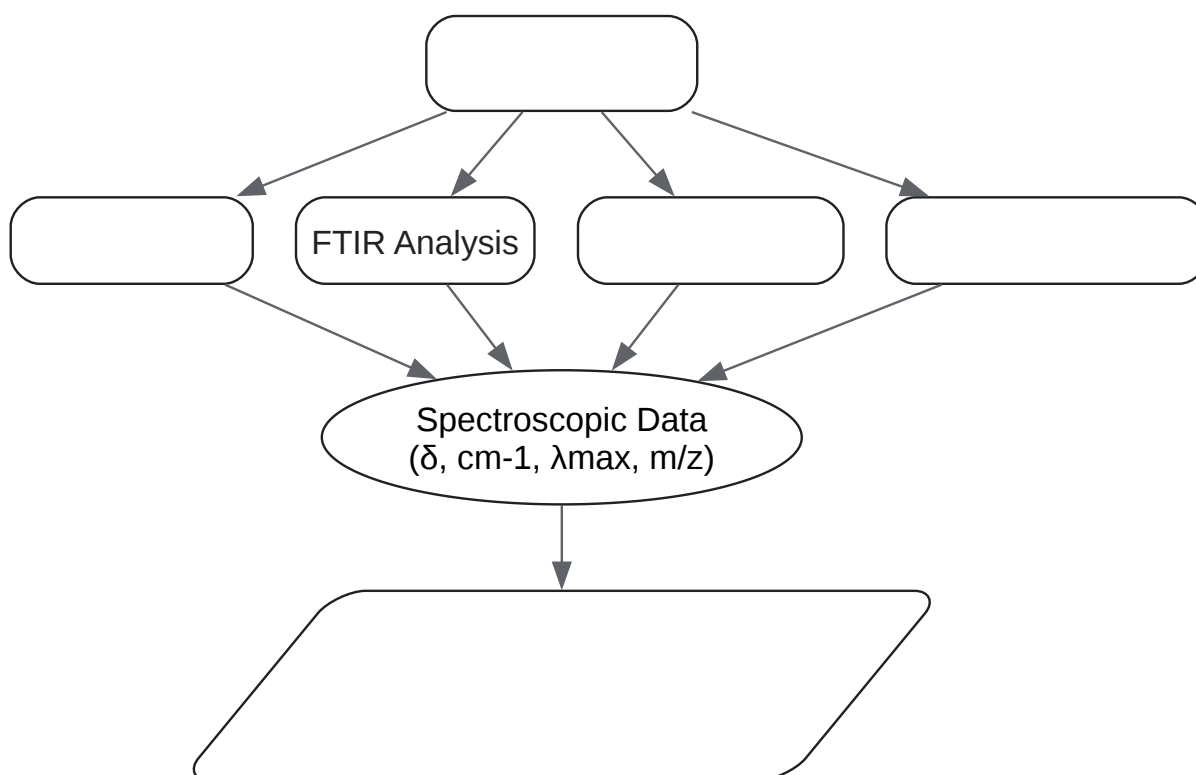 FTIR Analysis
Spectroscopic Data
(δ, cm-1, λmax, m/z)